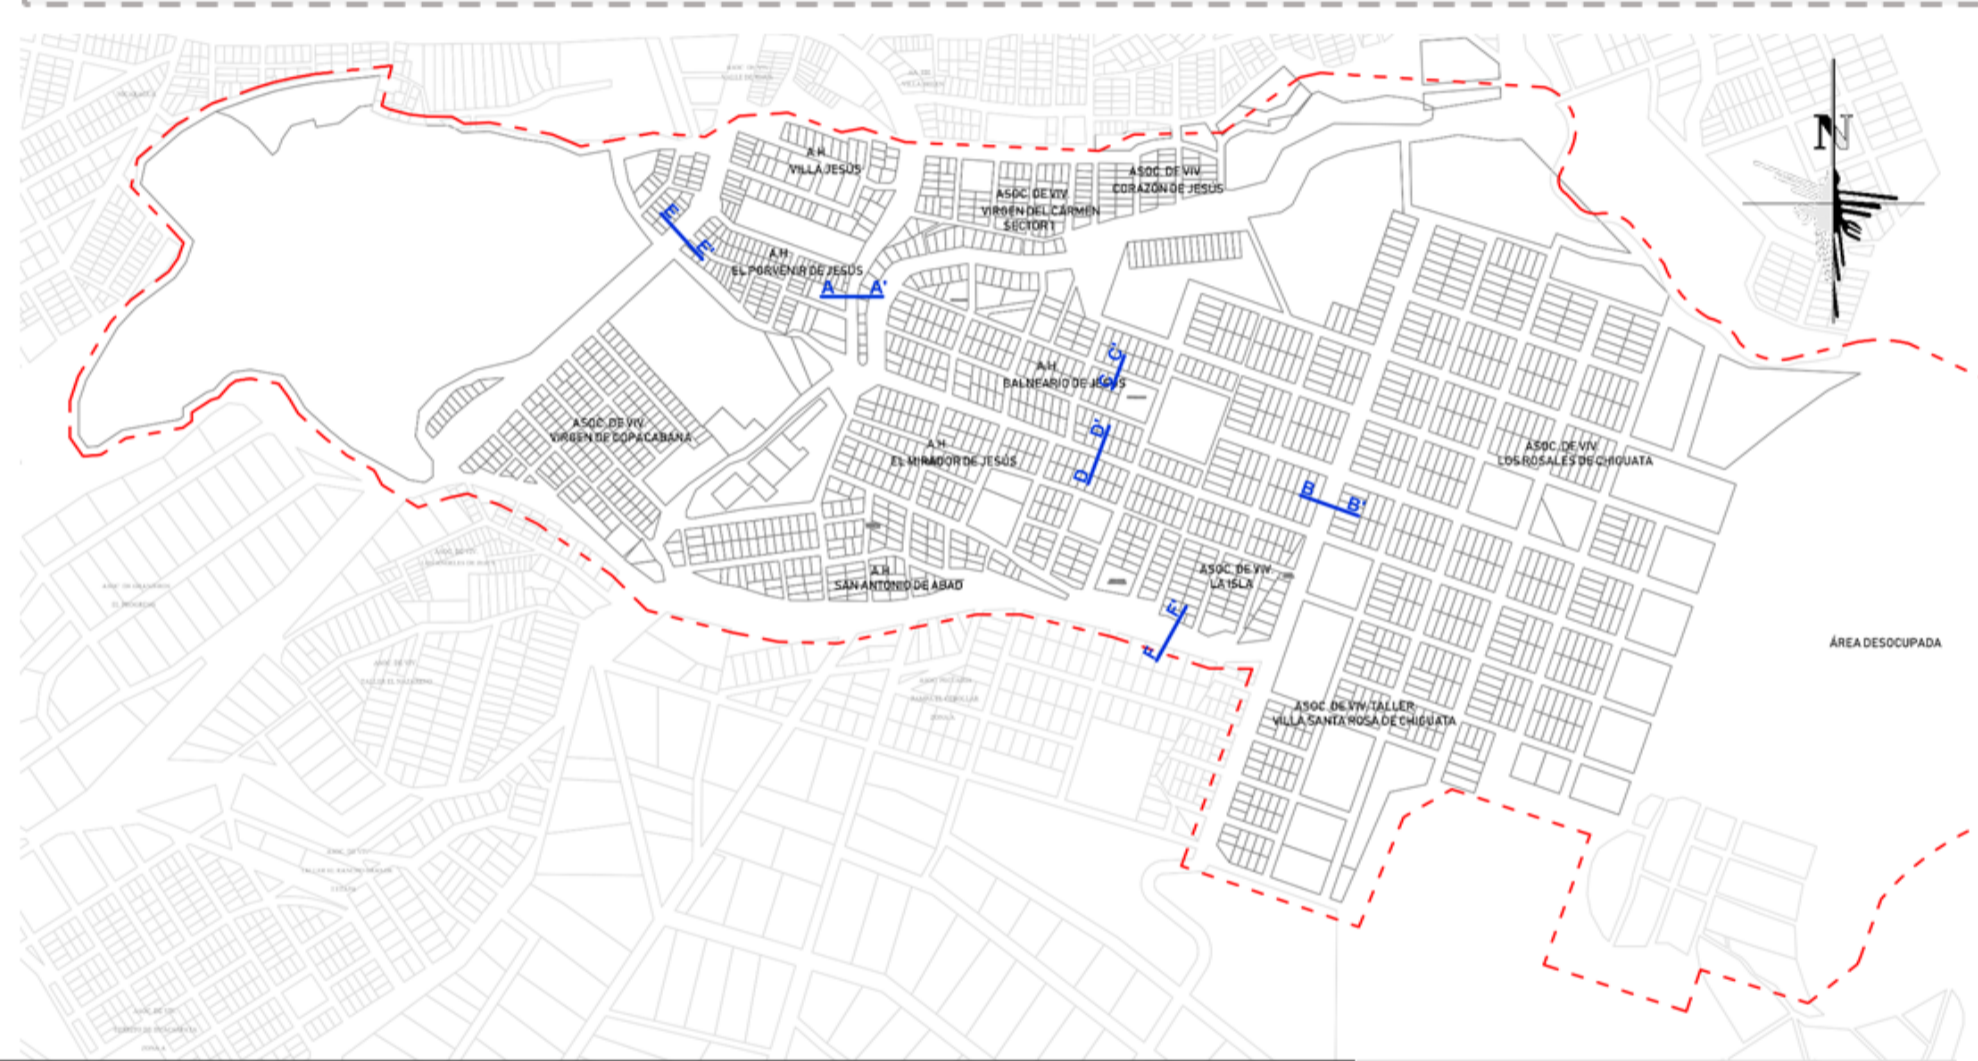 N
A.H.
VILLA JESÚS
ASOC. DE VIV.
CORAZÓN DE JESÚS
ASOC. DE VIV.
VIRGEN DEL CARMEN
SECTOR I
E
E'
A.H.
EL PORVENIR DE JESÚS
A
A'
C'
C
A.H.
BALNEARIO DE JESÚS
ASOC. DE VIV.
VIRGEN DE COPACABANA
D'
D
A.H.
EL MIRADOR DE JESÚS
ASOC. DE VIV.
LOS ROSALES DE CHIGUATA
B
B'
A.H.
SAN ANTONIO DE ABAD
ASOC. DE VIV.
LA ISLA
F'
F
ÁREA DESOCUPADA
ASOC. DE VIV. TALLER
VILLA SANTA ROSA DE CHIGUATA